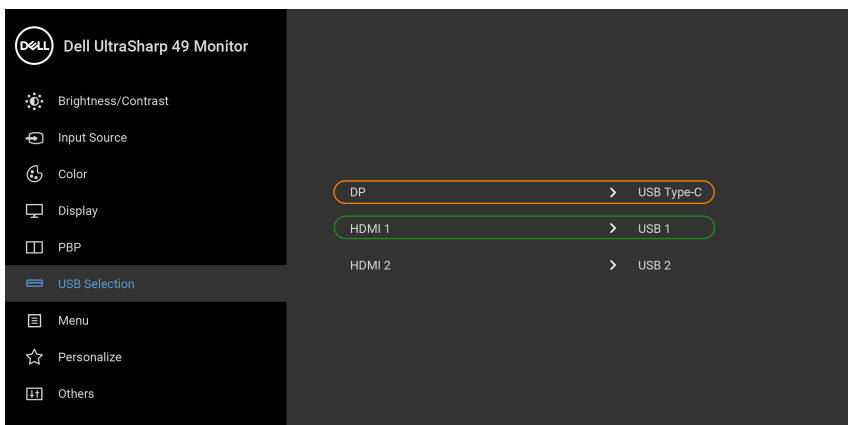 DELL Dell UltraSharp 49 Monitor
Brightness/Contrast
Input Source
Color
Display
PBP
USB Selection
Menu
Personalize
Others
DP > USB Type-C
HDMI 1 > USB 1
HDMI 2 > USB 2